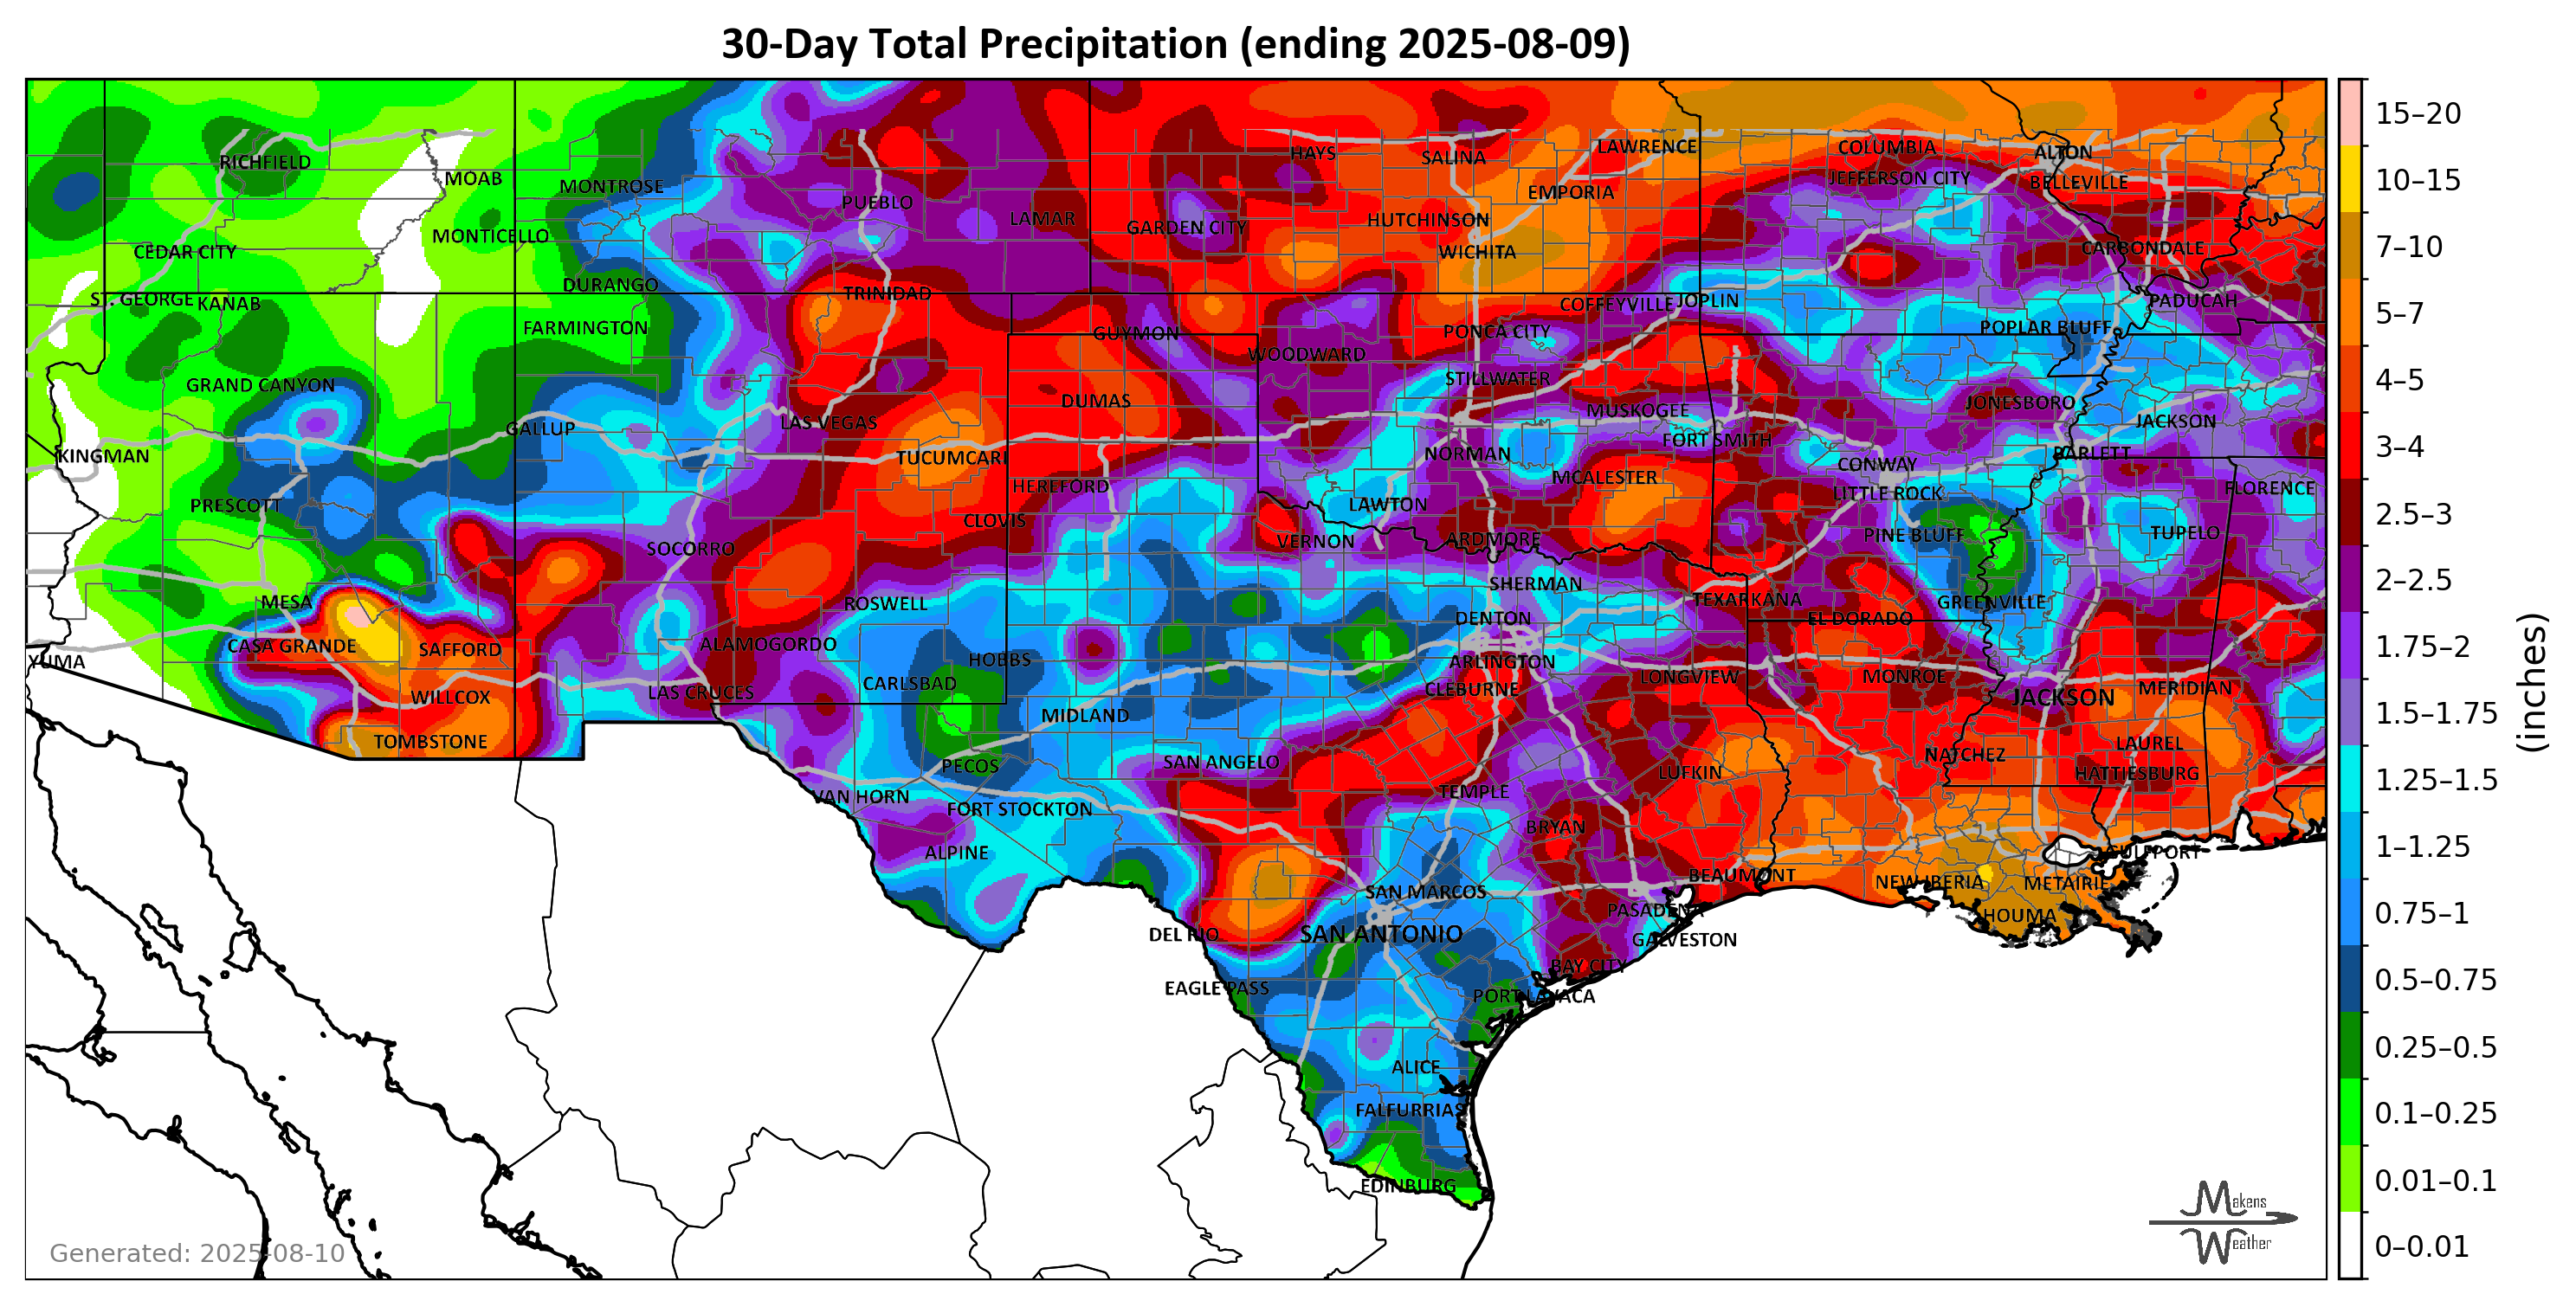 30-Day Total Precipitation (ending 2025-08-09)
RICHFIELD
MOAB
MONTROSE
PUEBLO
LAMAR
HAYS
SALINA
LAWRENCE
COLUMBIA
ALTON
JEFFERSON CITY
BELLEVILLE
EMPORIA
GARDEN CITY
HUTCHINSON
WICHITA
MONTICELLO
CEDAR CITY
CARBONDALE
DURANGO
TRINIDAD
ST. GEORGE
KANAB
COFFEYVILLE
JOPLIN
PADUCAH
FARMINGTON
GUYMON
PONCA CITY
POPLAR BLUFF
WOODWARD
STILLWATER
GRAND CANYON
DUMAS
MUSKOGEE
JONESBORO
LAS VEGAS
JACKSON
GALLUP
FORT SMITH
KINGMAN
TUCUMCARI
NORMAN
BARLETT
CONWAY
MCALESTER
HEREFORD
LITTLE ROCK
FLORENCE
PRESCOTT
LAWTON
CLOVIS
PINE BLUFF
TUPELO
SOCORRO
VERNON
ARDMORE
SHERMAN
MESA
ROSWELL
TEXARKANA
GREENVILLE
DENTON
EL DORADO
CASA GRANDE
SAFFORD
ALAMOGORDO
HOBBS
ARLINGTON
YUMA
CARLSBAD
CLEBURNE
LONGVIEW
MONROE
MERIDIAN
WILLCOX
LAS CRUCES
JACKSON
MIDLAND
TOMBSTONE
LAUREL
NATCHEZ
PECOS
SAN ANGELO
LUFKIN
HATTIESBURG
VAN HORN
FORT STOCKTON
TEMPLE
BRYAN
ALPINE
GULFPORT
BEAUMONT
NEW IBERIA
METAIRIE
SAN MARCOS
PASADENA
HOUMA
DEL RIO
SAN ANTONIO
GALVESTON
BAY CITY
EAGLE PASS
PORT LAVACA
ALICE
FALFURRIAS
EDINBURG
Generated: 2025-08-10
Makens
Weather
15–20
10–15
7–10
5–7
4–5
3–4
2.5–3
2–2.5
1.75–2
1.5–1.75
1.25–1.5
1–1.25
0.75–1
0.5–0.75
0.25–0.5
0.1–0.25
0.01–0.1
0–0.01
(inches)